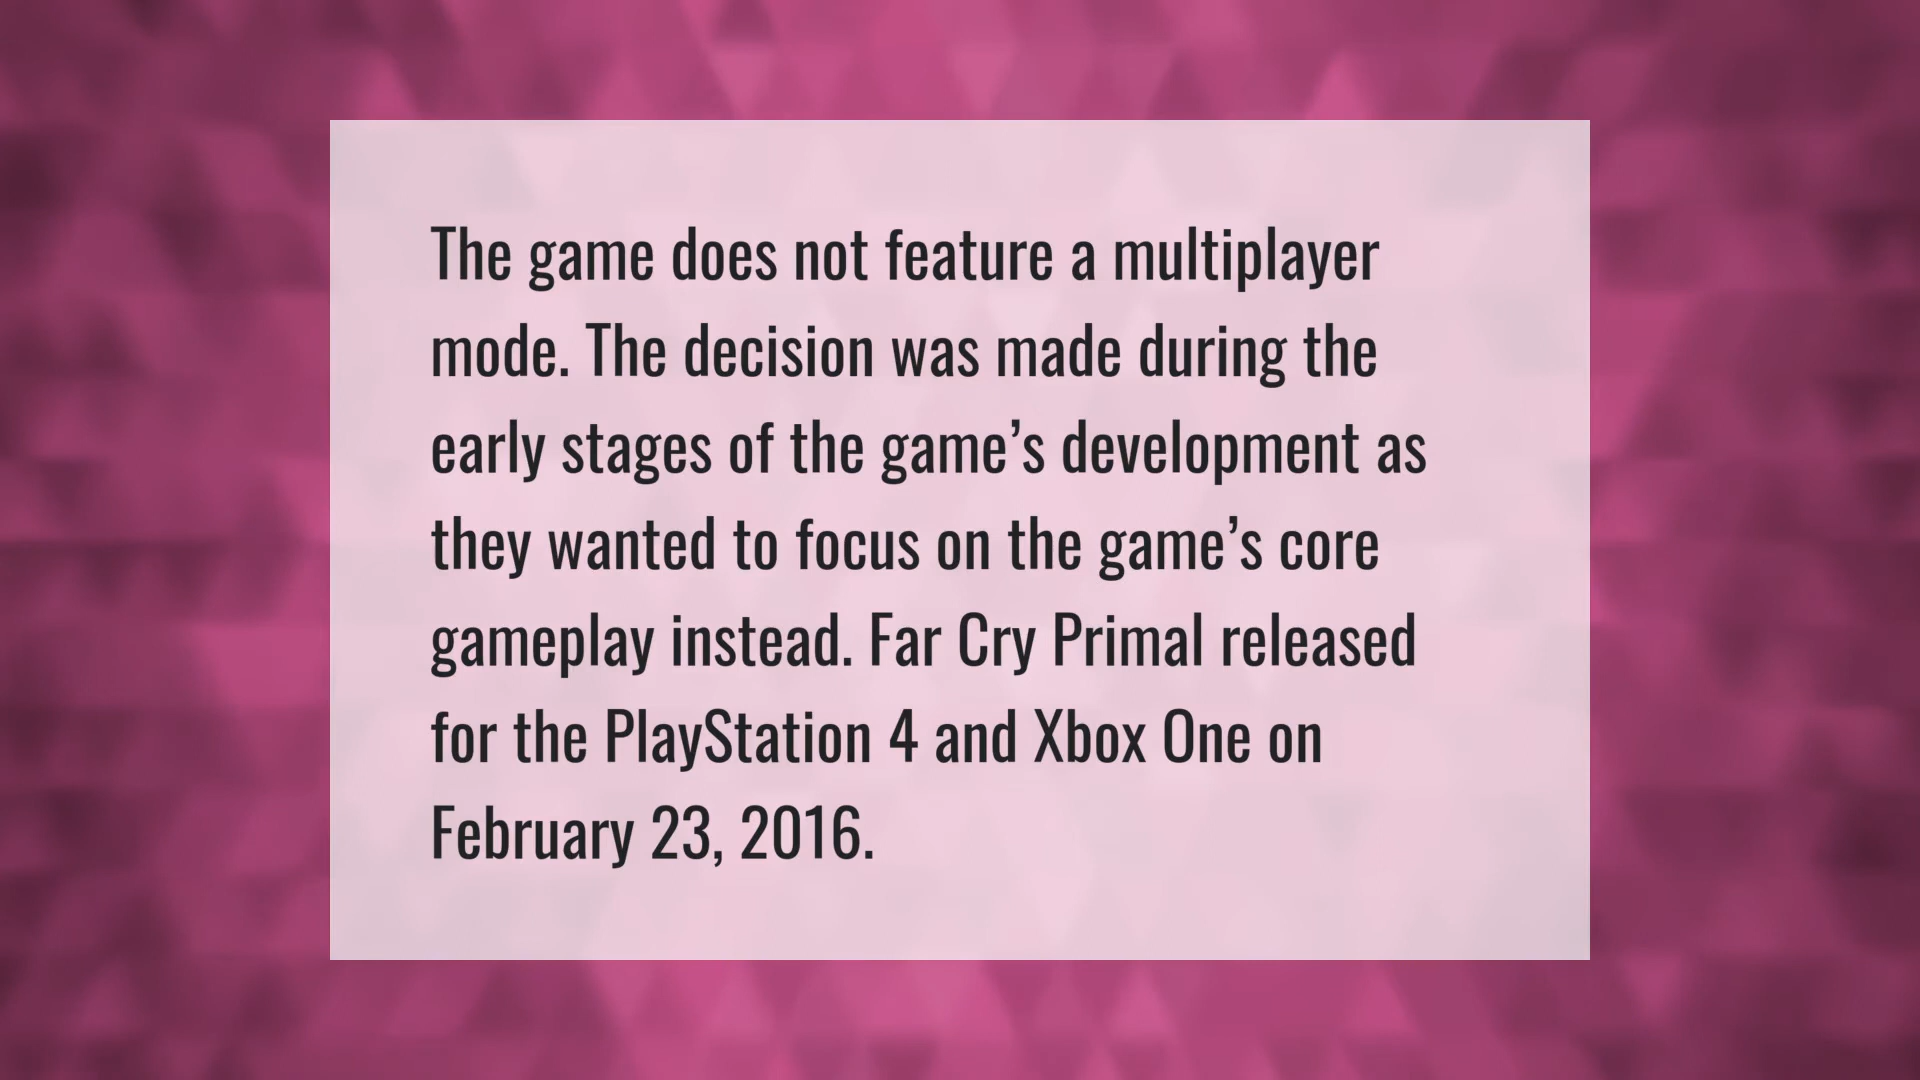 The game does not feature a multiplayer
mode. The decision was made during the
early stages of the game’s development as
they wanted to focus on the game’s core
gameplay instead. Far Cry Primal released
for the PlayStation 4 and Xbox One on
February 23, 2016.